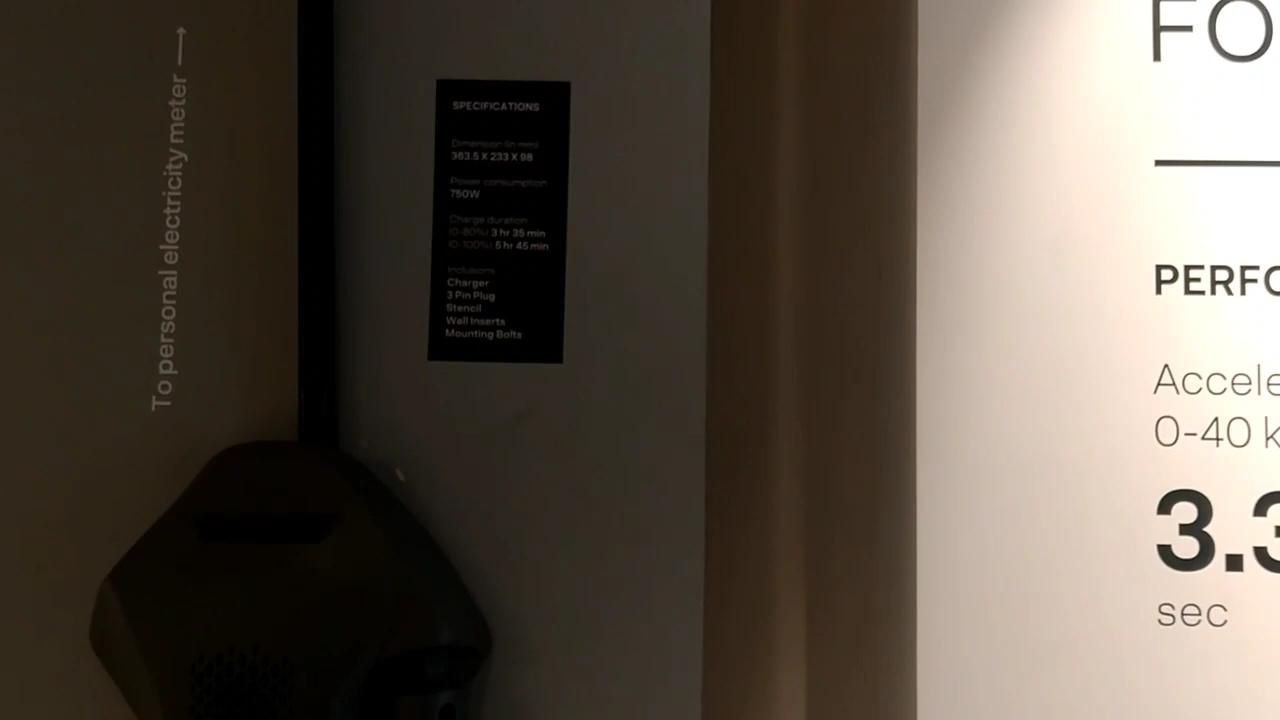 To personal electricity meter →
SPECIFICATIONS
Dimension (in mm)
363.5 X 233 X 98
Power consumption
750W
Charge duration
(0-80%) 3 hr 35 min
(0-100%) 5 hr 45 min
Inclusions
Charger
3 Pin Plug
Stencil
Wall Inserts
Mounting Bolts
FO
PERFO
Accele
0-40 k
3.3
sec